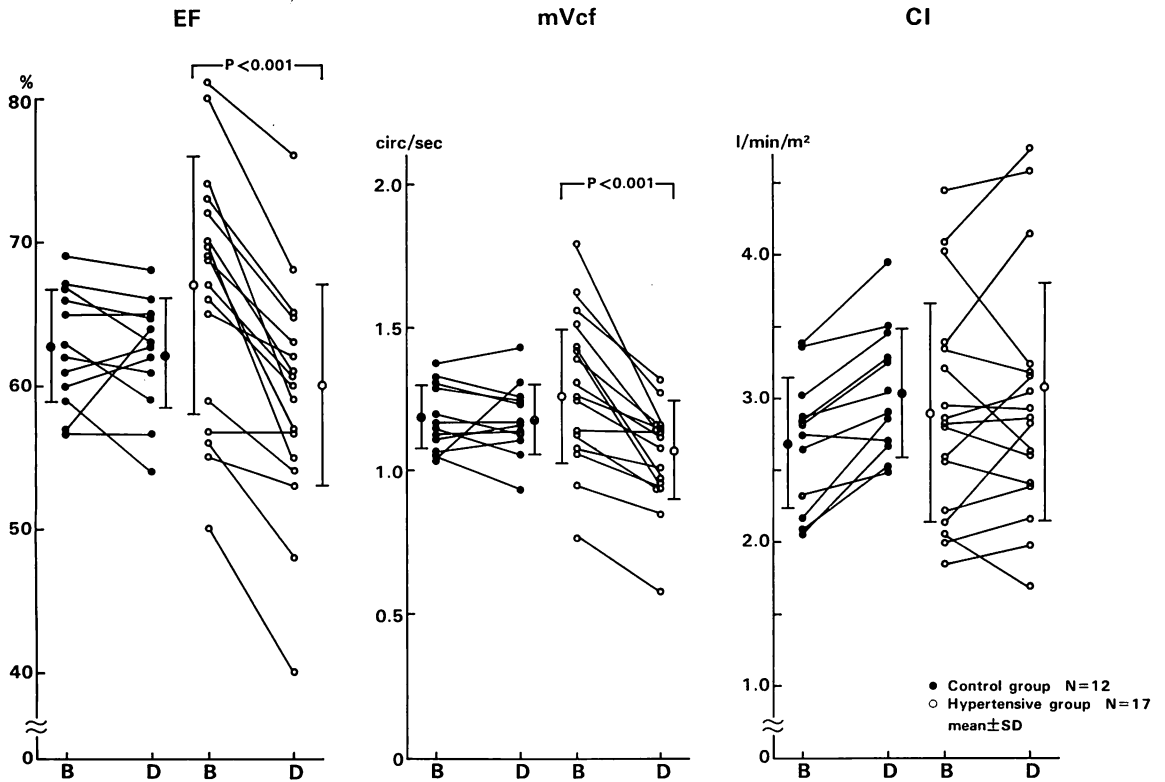 EF
mVcf
CI
P<0.001
%
80
70
60
50
40
0
B
D
B
D
circ/sec
2.0
P<0.001
1.5
1.0
0.5
0
B
D
B
D
l/min/m²
4.0
3.0
2.0
1.0
0
B
D
B
D
Control group N=12
Hypertensive group N=17
mean±SD